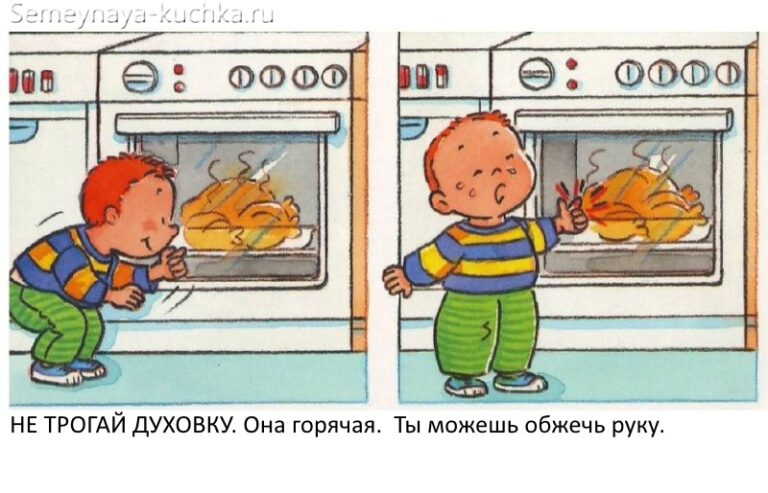 Semeynaya-kuchka.ru
НЕ ТРОГАЙ ДУХОВКУ. Она горячая. Ты можешь обжечь руку.